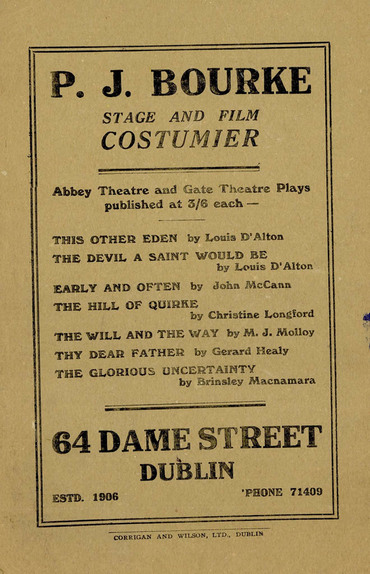 P. J. BOURKE
STAGE AND FILM
COSTUMIER
Abbey Theatre and Gate Theatre Plays
published at 3/6 each —
THIS OTHER EDEN by Louis D'Alton
THE DEVIL A SAINT WOULD BE
by Louis D'Alton
EARLY AND OFTEN by John McCann
THE HILL OF QUIRKE
by Christine Longford
THE WILL AND THE WAY by M. J. Molloy
THY DEAR FATHER by Gerard Healy
THE GLORIOUS UNCERTAINTY
by Brinsley Macnamara
64 DAME STREET
DUBLIN
ESTD. 1906 'PHONE 71409
CORRIGAN AND WILSON, LTD., DUBLIN